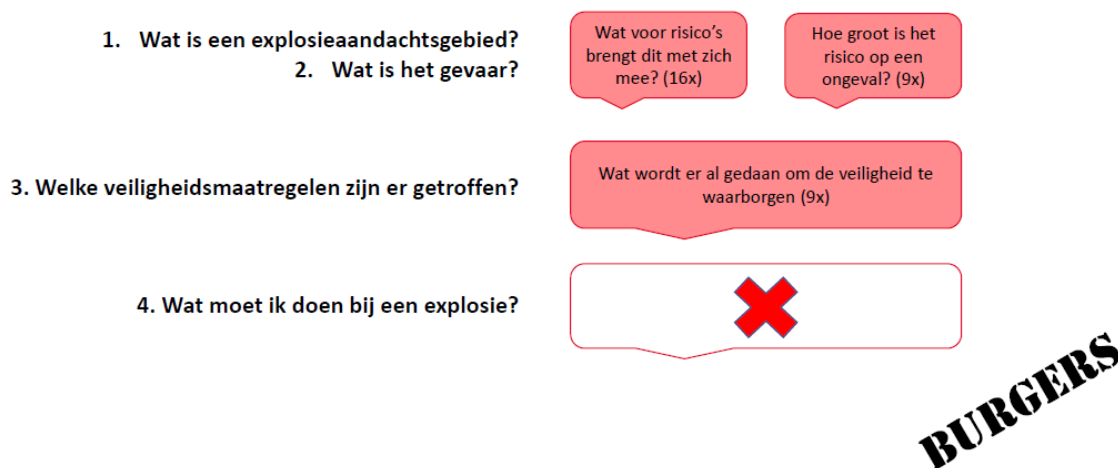 1. Wat is een explosieaandachtsgebied?
2. Wat is het gevaar?
Wat voor risico's
brengt dit met zich
mee? (16x)
Hoe groot is het
risico op een
ongeval? (9x)
3. Welke veiligheidsmaatregelen zijn er getroffen?
Wat wordt er al gedaan om de veiligheid te
waarborgen (9x)
4. Wat moet ik doen bij een explosie?
BURGERS